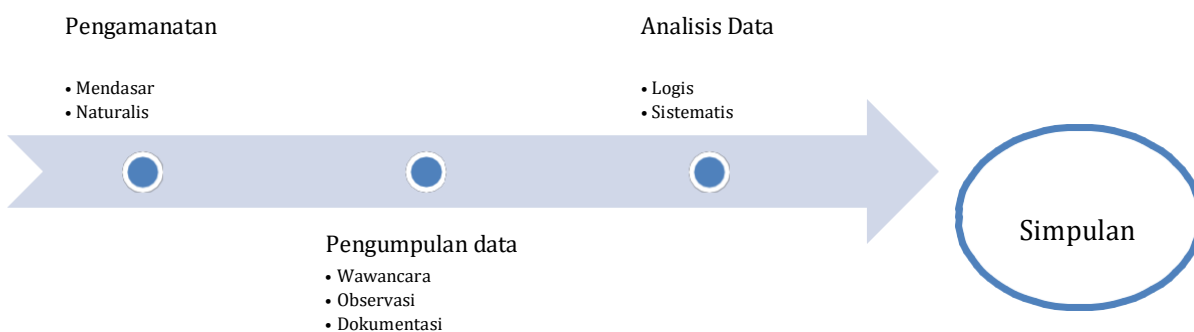 Pengamanatan
• Mendasar
• Naturalis
Pengumpulan data
• Wawancara
• Observasi
• Dokumentasi
Analisis Data
• Logis
• Sistematis
Simpulan